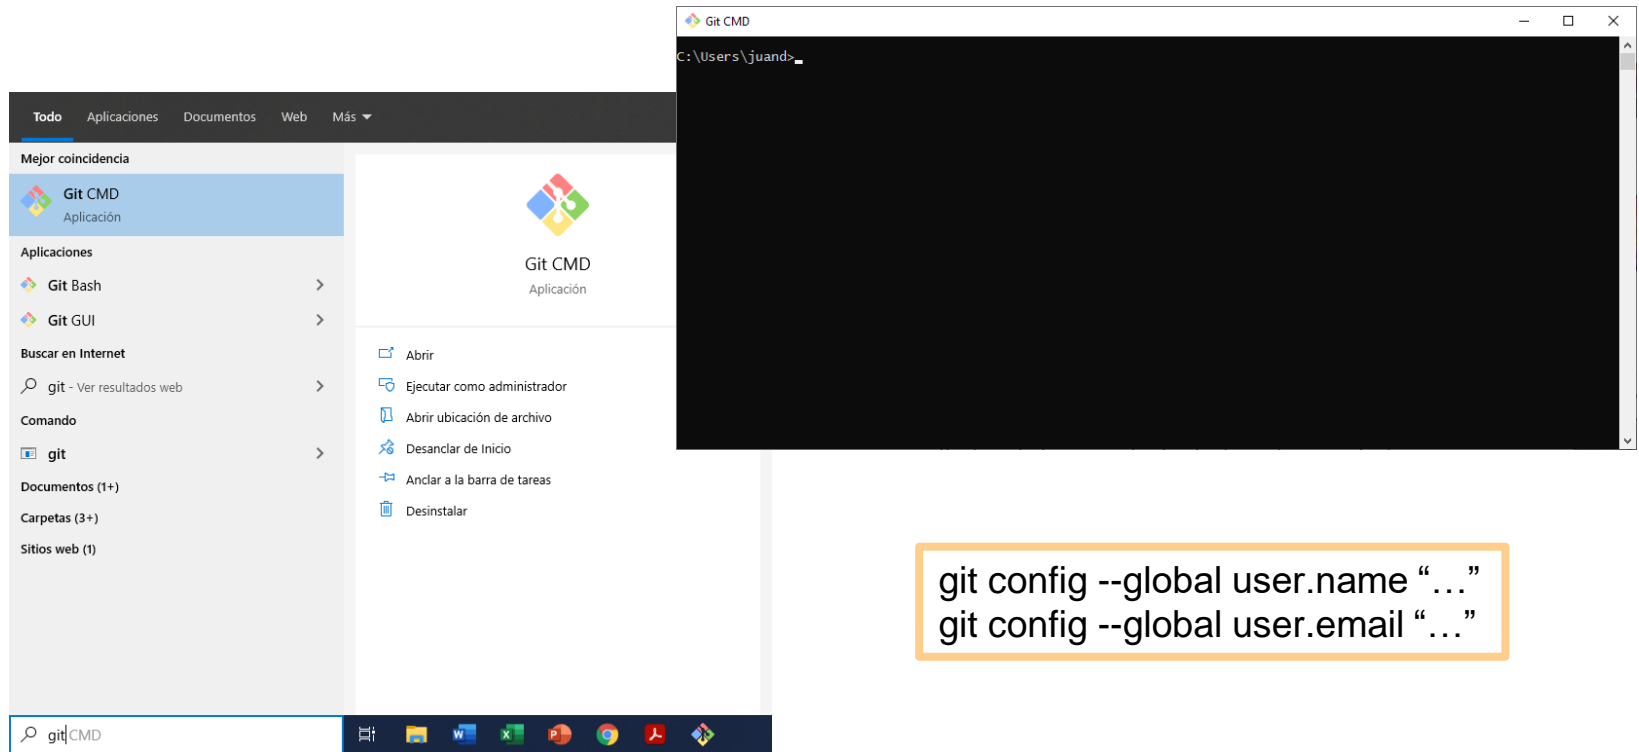 Git CMD
C:\Users\juand>
Todo Aplicaciones Documentos Web Más
Mejor coincidencia
Git CMD
Aplicación
Aplicaciones
Git Bash
Git GUI
Buscar en Internet
git - Ver resultados web
Comando
git
Documentos (1+)
Carpetas (3+)
Sitios web (1)
Git CMD
Aplicación
Abrir
Ejecutar como administrador
Abrir ubicación de archivo
Desanclar de Inicio
Anclar a la barra de tareas
Desinstalar
git config --global user.name “…”
git config --global user.email “…”
git CMD